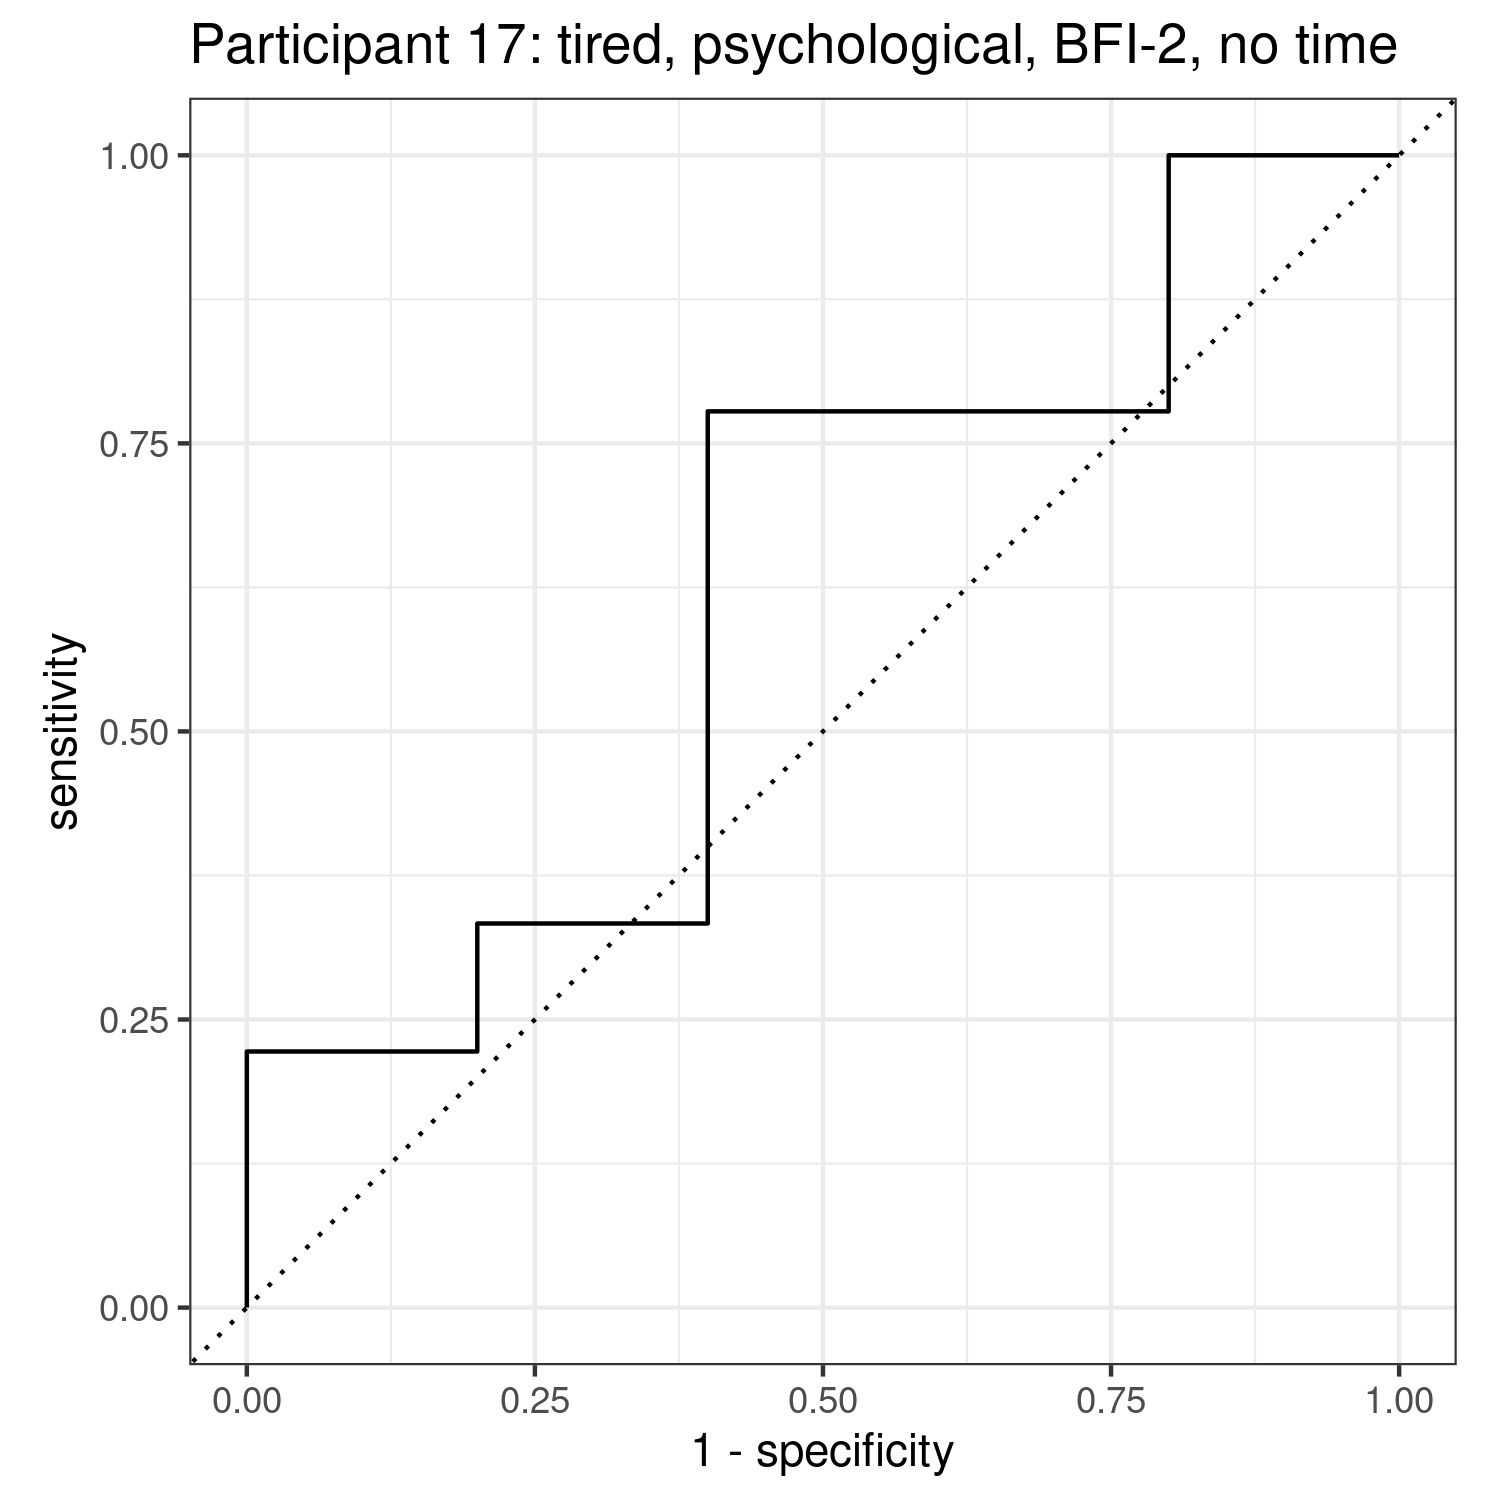 Participant 17: tired, psychological, BFI-2, no time
1.00
0.75
0.50
0.25
0.00
sensitivity
0.00 0.25 0.50 0.75 1.00
1 - specificity